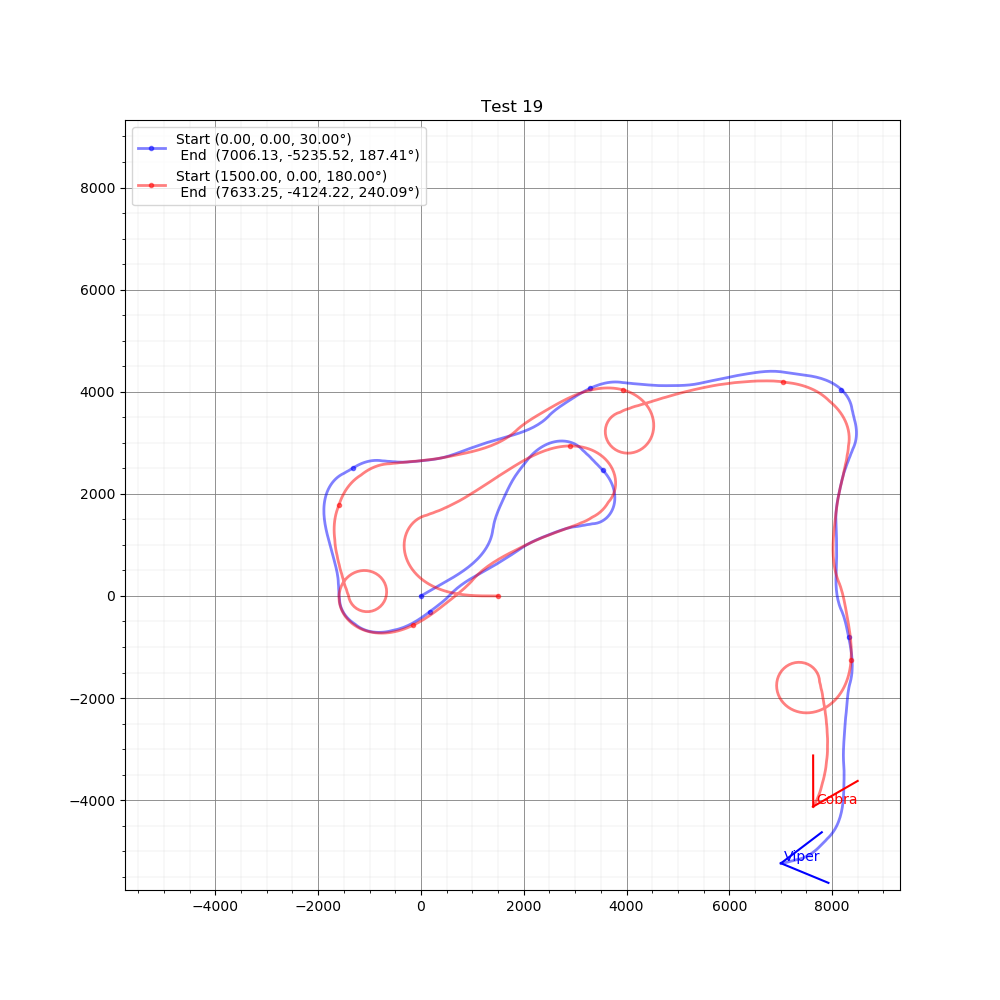 Test 19
Start (0.00, 0.00, 30.00°)
End (7006.13, -5235.52, 187.41°)
Start (1500.00, 0.00, 180.00°)
End (7633.25, -4124.22, 240.09°)
8000
6000
4000
2000
0
−2000
−4000
Cobra
Viper
−4000 −2000 0 2000 4000 6000 8000